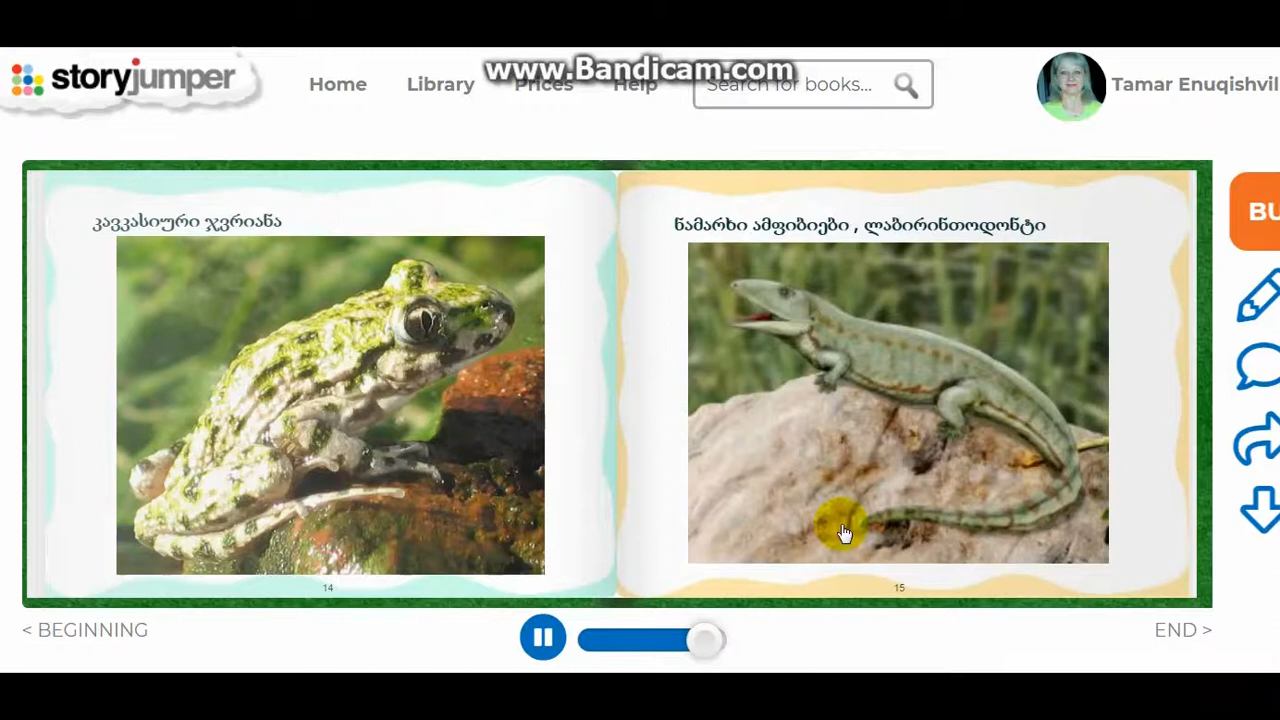 www.Bandicam.com
storyjumper
Home
Library
Prices
Help
Search for books...
Tamar Enuqishvil
კავკასიური ჯვრიანა
ნამარხი ამფიბიები , ლაბირინთოდონტი
BU
14
15
< BEGINNING
END >